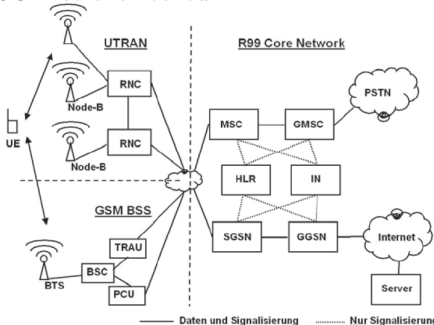 UTRAN
R99 Core Network
RNC
Node-B
UE
RNC
Node-B
MSC
GMSC
PSTN
HLR
IN
GSM BSS
TRAU
BSC
BTS
PCU
SGSN
GGSN
Internet
Server
Daten und Signalisierung
Nur Signalisierung